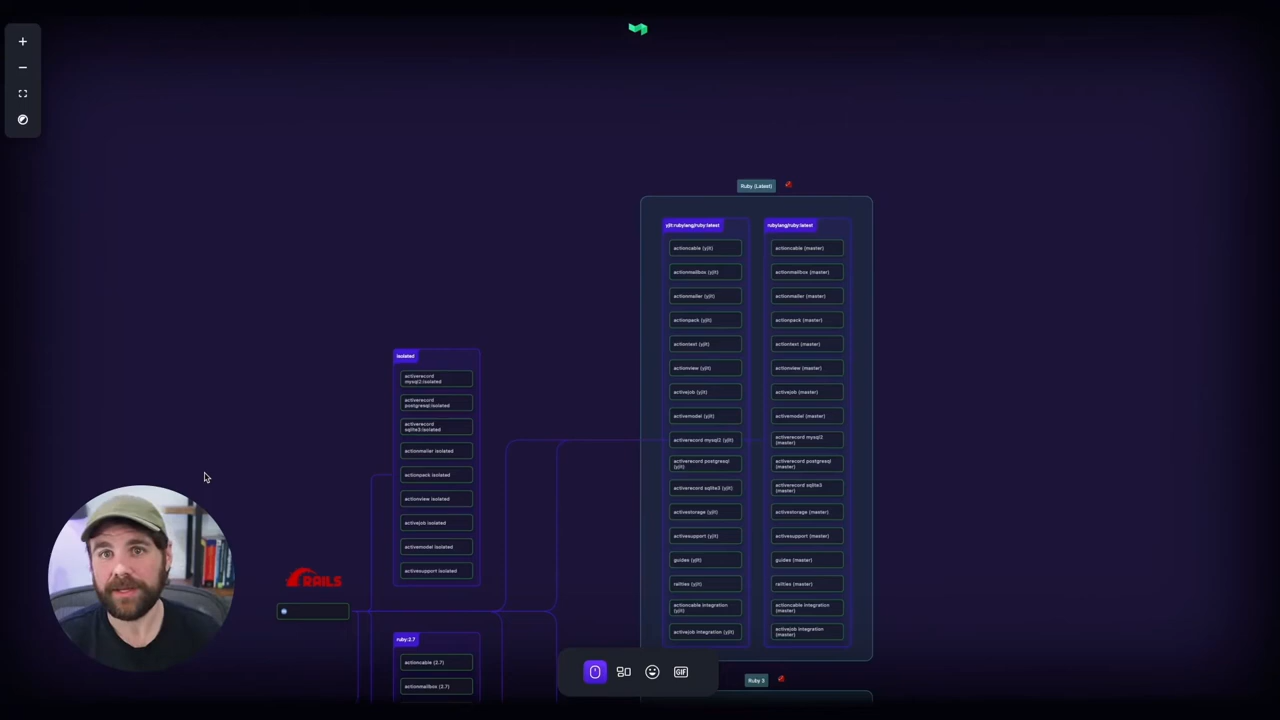 Ruby (Latest)
yjit:rubylang/ruby:latest
actioncable (yjit)
actionmailbox (yjit)
actionmailer (yjit)
actionpack (yjit)
actiontext (yjit)
actionview (yjit)
activejob (yjit)
activemodel (yjit)
activerecord mysql2 (yjit)
activerecord postgresql
(yjit)
activerecord sqlite3 (yjit)
activestorage (yjit)
activesupport (yjit)
guides (yjit)
railties (yjit)
actioncable integration
(yjit)
activejob integration (yjit)
rubylang/ruby:latest
actioncable (master)
actionmailbox (master)
actionmailer (master)
actionpack (master)
actiontext (master)
actionview (master)
activejob (master)
activemodel (master)
activerecord mysql2
(master)
activerecord postgresql
(master)
activerecord sqlite3
(master)
activestorage (master)
activesupport (master)
guides (master)
railties (master)
actioncable integration
(master)
activejob integration
(master)
isolated
activerecord
mysql2:isolated
activerecord
postgresql:isolated
activerecord
sqlite3:isolated
actionmailer isolated
actionpack isolated
actionview isolated
activejob isolated
activemodel isolated
activesupport isolated
RAILS
ruby:2.7
actioncable (2.7)
actionmailbox (2.7)
Ruby 3
GIF